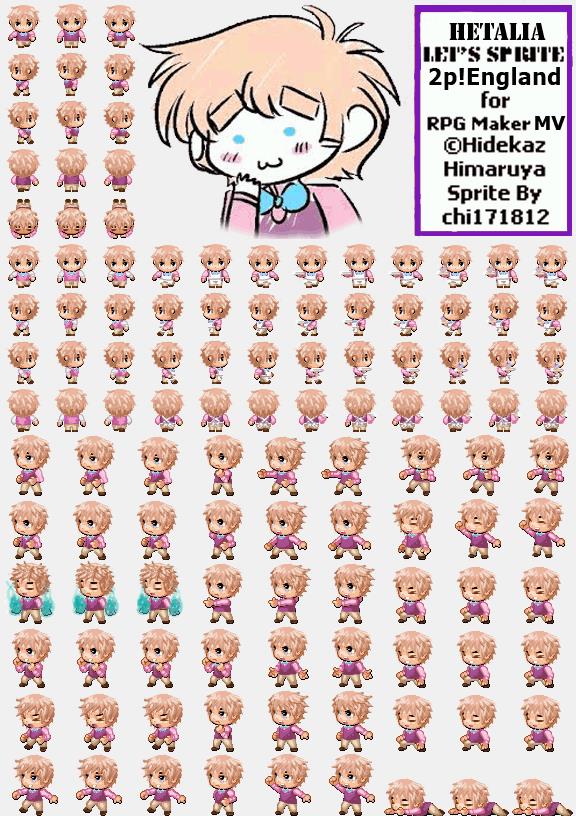 HETALIA
LET'S SPRITE
2p!England
for
RPG Maker MV
©Hidekaz
Himaruya
Sprite By
chi171812